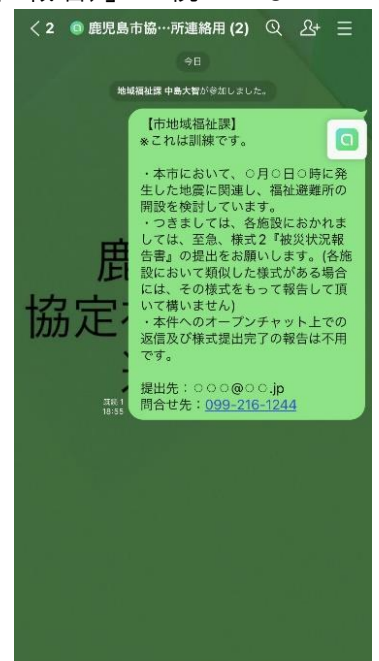 < 2 鹿児島市協…所連絡用 (2)
今日
地域福祉課 中島大智が参加しました。
【市地域福祉課】
※これは訓練です。
・本市において、○月○日○時に発
生した地震に関連し、福祉避難所の
開設を検討しています。
・つきましては、各施設におかれま
しては、至急、様式2『被災状況報
告書』の提出をお願いします。(各施
設において類似した様式がある場合
には、その様式をもって報告して頂
いて構いません)
・本件へのオープンチャット上での
返信及び様式提出完了の報告は不用
です。
提出先：○○○@○○.jp
問合せ先：099-216-1244
既読 1
18:55
鹿
協定